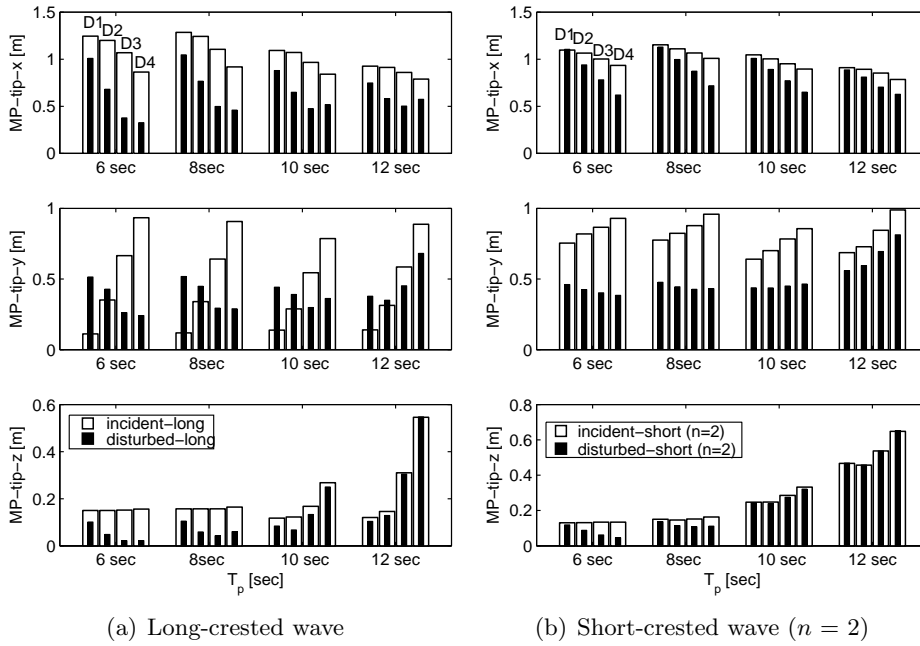 1.5
1
0.5
0
MP−tip−x [m]
D1
D2
D3
D4
6 sec
8sec
10 sec
12 sec
1
0.5
0
MP−tip−y [m]
6 sec
8sec
10 sec
12 sec
0.6
0.4
0.2
0
MP−tip−z [m]
incident−long
disturbed−long
6 sec
8sec
10 sec
12 sec
T_p [sec]
(a) Long-crested wave
1.5
1
0.5
0
MP−tip−x [m]
D1
D2
D3
D4
6 sec
8sec
10 sec
12 sec
1
0.5
0
MP−tip−y [m]
6 sec
8sec
10 sec
12 sec
0.8
0.6
0.4
0.2
0
MP−tip−z [m]
incident−short (n=2)
disturbed−short (n=2)
6 sec
8sec
10 sec
12 sec
T_p [sec]
(b) Short-crested wave (n = 2)